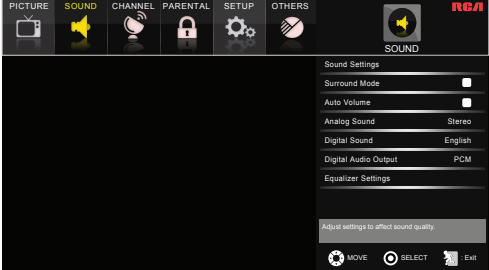 PICTURE SOUND CHANNEL PARENTAL SETUP OTHERS
RCA
SOUND
Sound Settings
Surround Mode
Auto Volume
Analog Sound Stereo
Digital Sound English
Digital Audio Output PCM
Equalizer Settings
Adjust settings to affect sound quality.
MOVE SELECT : Exit